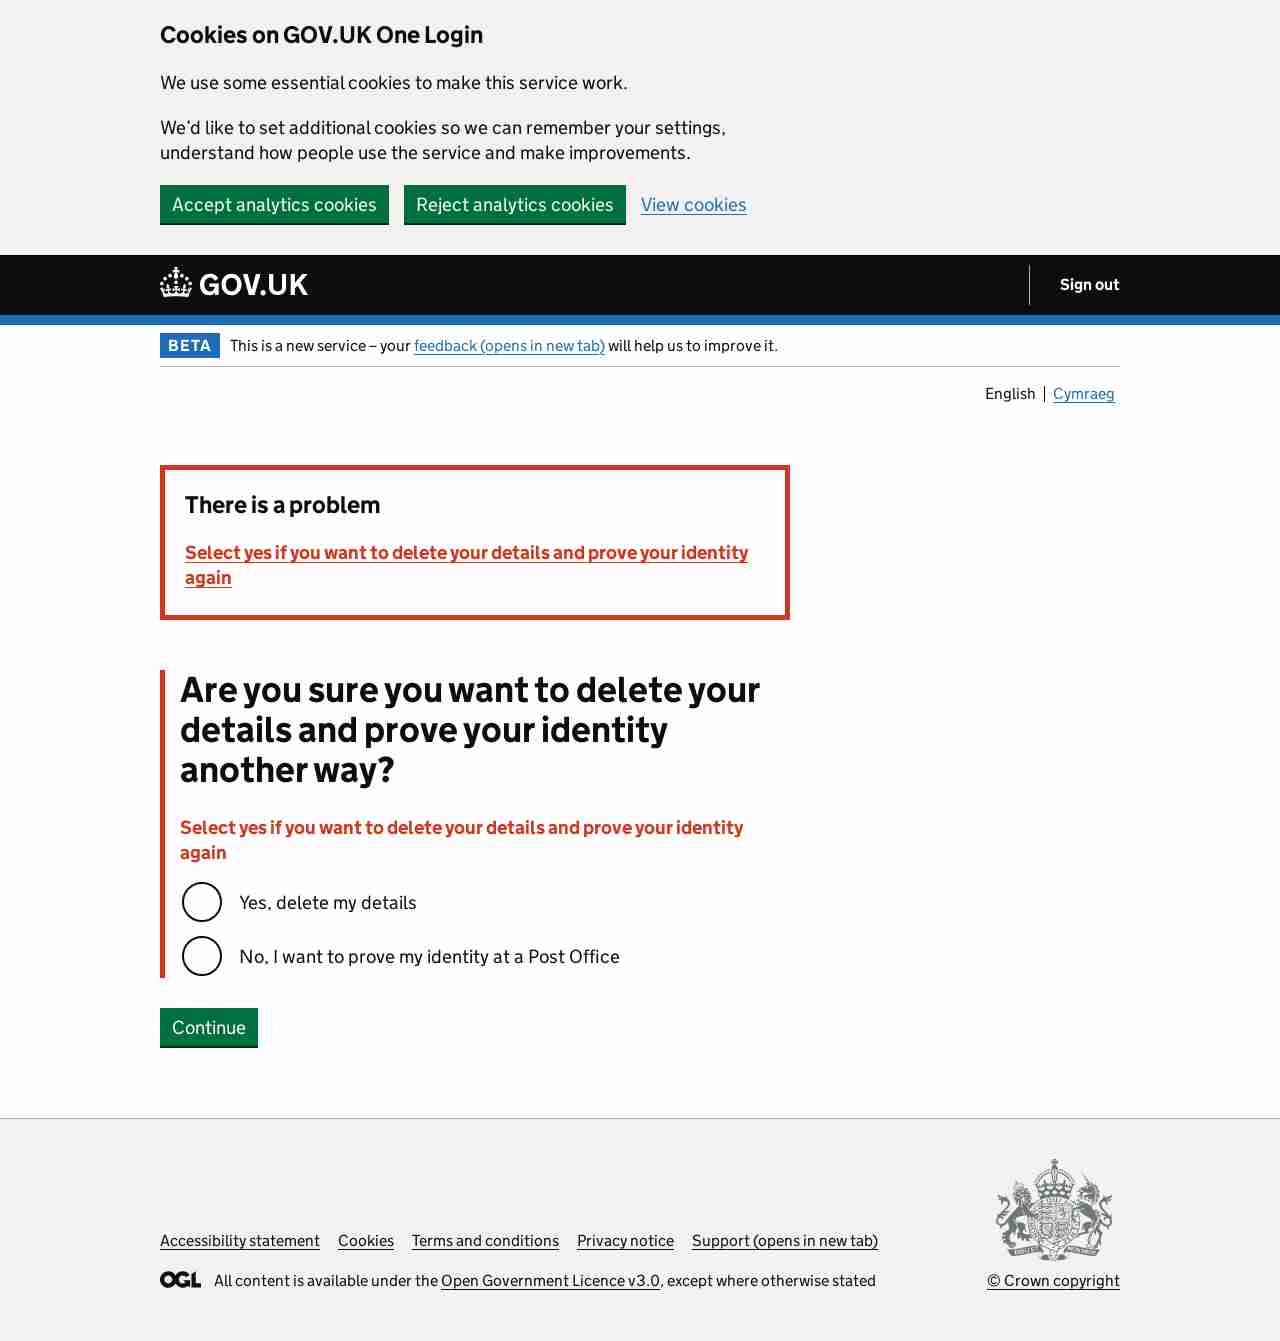 Cookies on GOV.UK One Login
We use some essential cookies to make this service work.
We’d like to set additional cookies so we can remember your settings,
understand how people use the service and make improvements.
Accept analytics cookies Reject analytics cookies View cookies
GOV.UK Sign out
BETA This is a new service – your feedback (opens in new tab) will help us to improve it.
English Cymraeg
There is a problem
Select yes if you want to delete your details and prove your identity
again
Are you sure you want to delete your
details and prove your identity
another way?
Select yes if you want to delete your details and prove your identity
again
Yes, delete my details
No, I want to prove my identity at a Post Office
Continue
Accessibility statement Cookies Terms and conditions Privacy notice Support (opens in new tab)
OGL All content is available under the Open Government Licence v3.0, except where otherwise stated
© Crown copyright